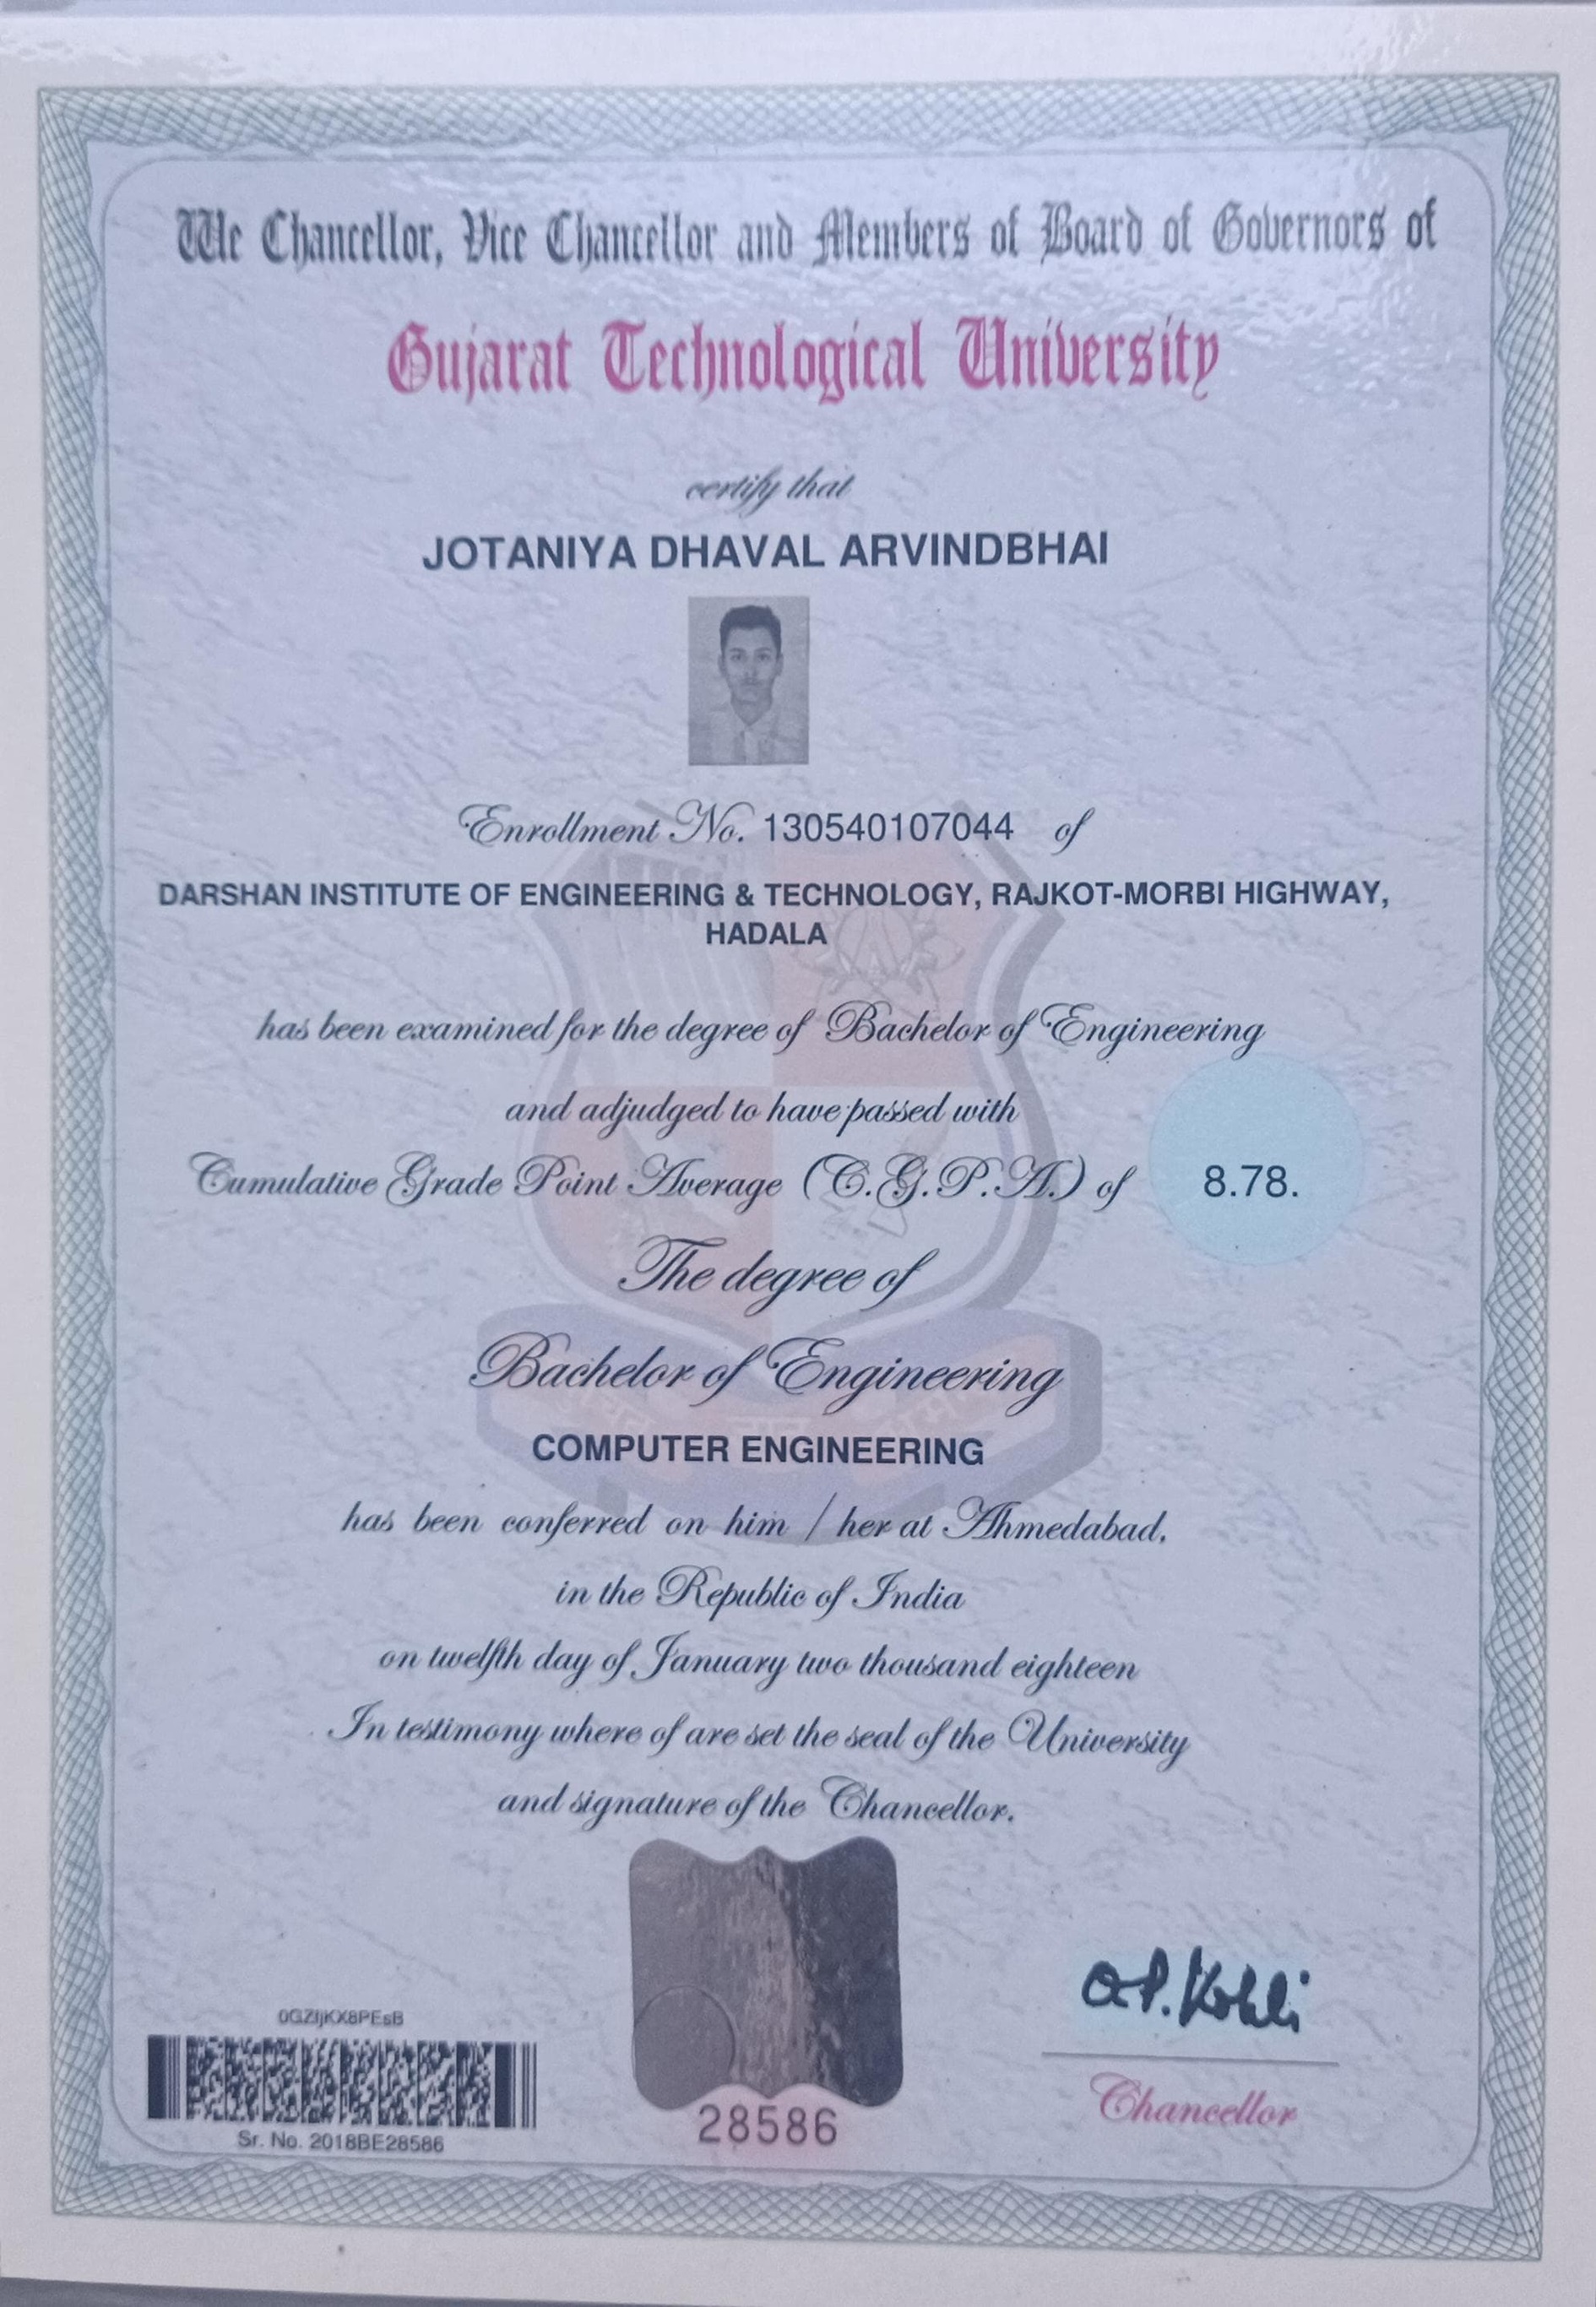 We Chancellor, Vice Chancellor and Members of Board of Governors of
Gujarat Technological University
certify that
JOTANIYA DHAVAL ARVINDBHAI
Enrollment No. 130540107044 of
DARSHAN INSTITUTE OF ENGINEERING & TECHNOLOGY, RAJKOT-MORBI HIGHWAY,
HADALA
has been examined for the degree of Bachelor of Engineering
and adjudged to have passed with
Cumulative Grade Point Average (C.G.P.A.) of 8.78.
The degree of
Bachelor of Engineering
COMPUTER ENGINEERING
has been conferred on him / her at Ahmedabad,
in the Republic of India
on twelfth day of January two thousand eighteen
In testimony where of are set the seal of the University
and signature of the Chancellor.
0GZIjKX8PEsB
Sr. No. 2018BE28586
28586
O.P. Kohli
Chancellor